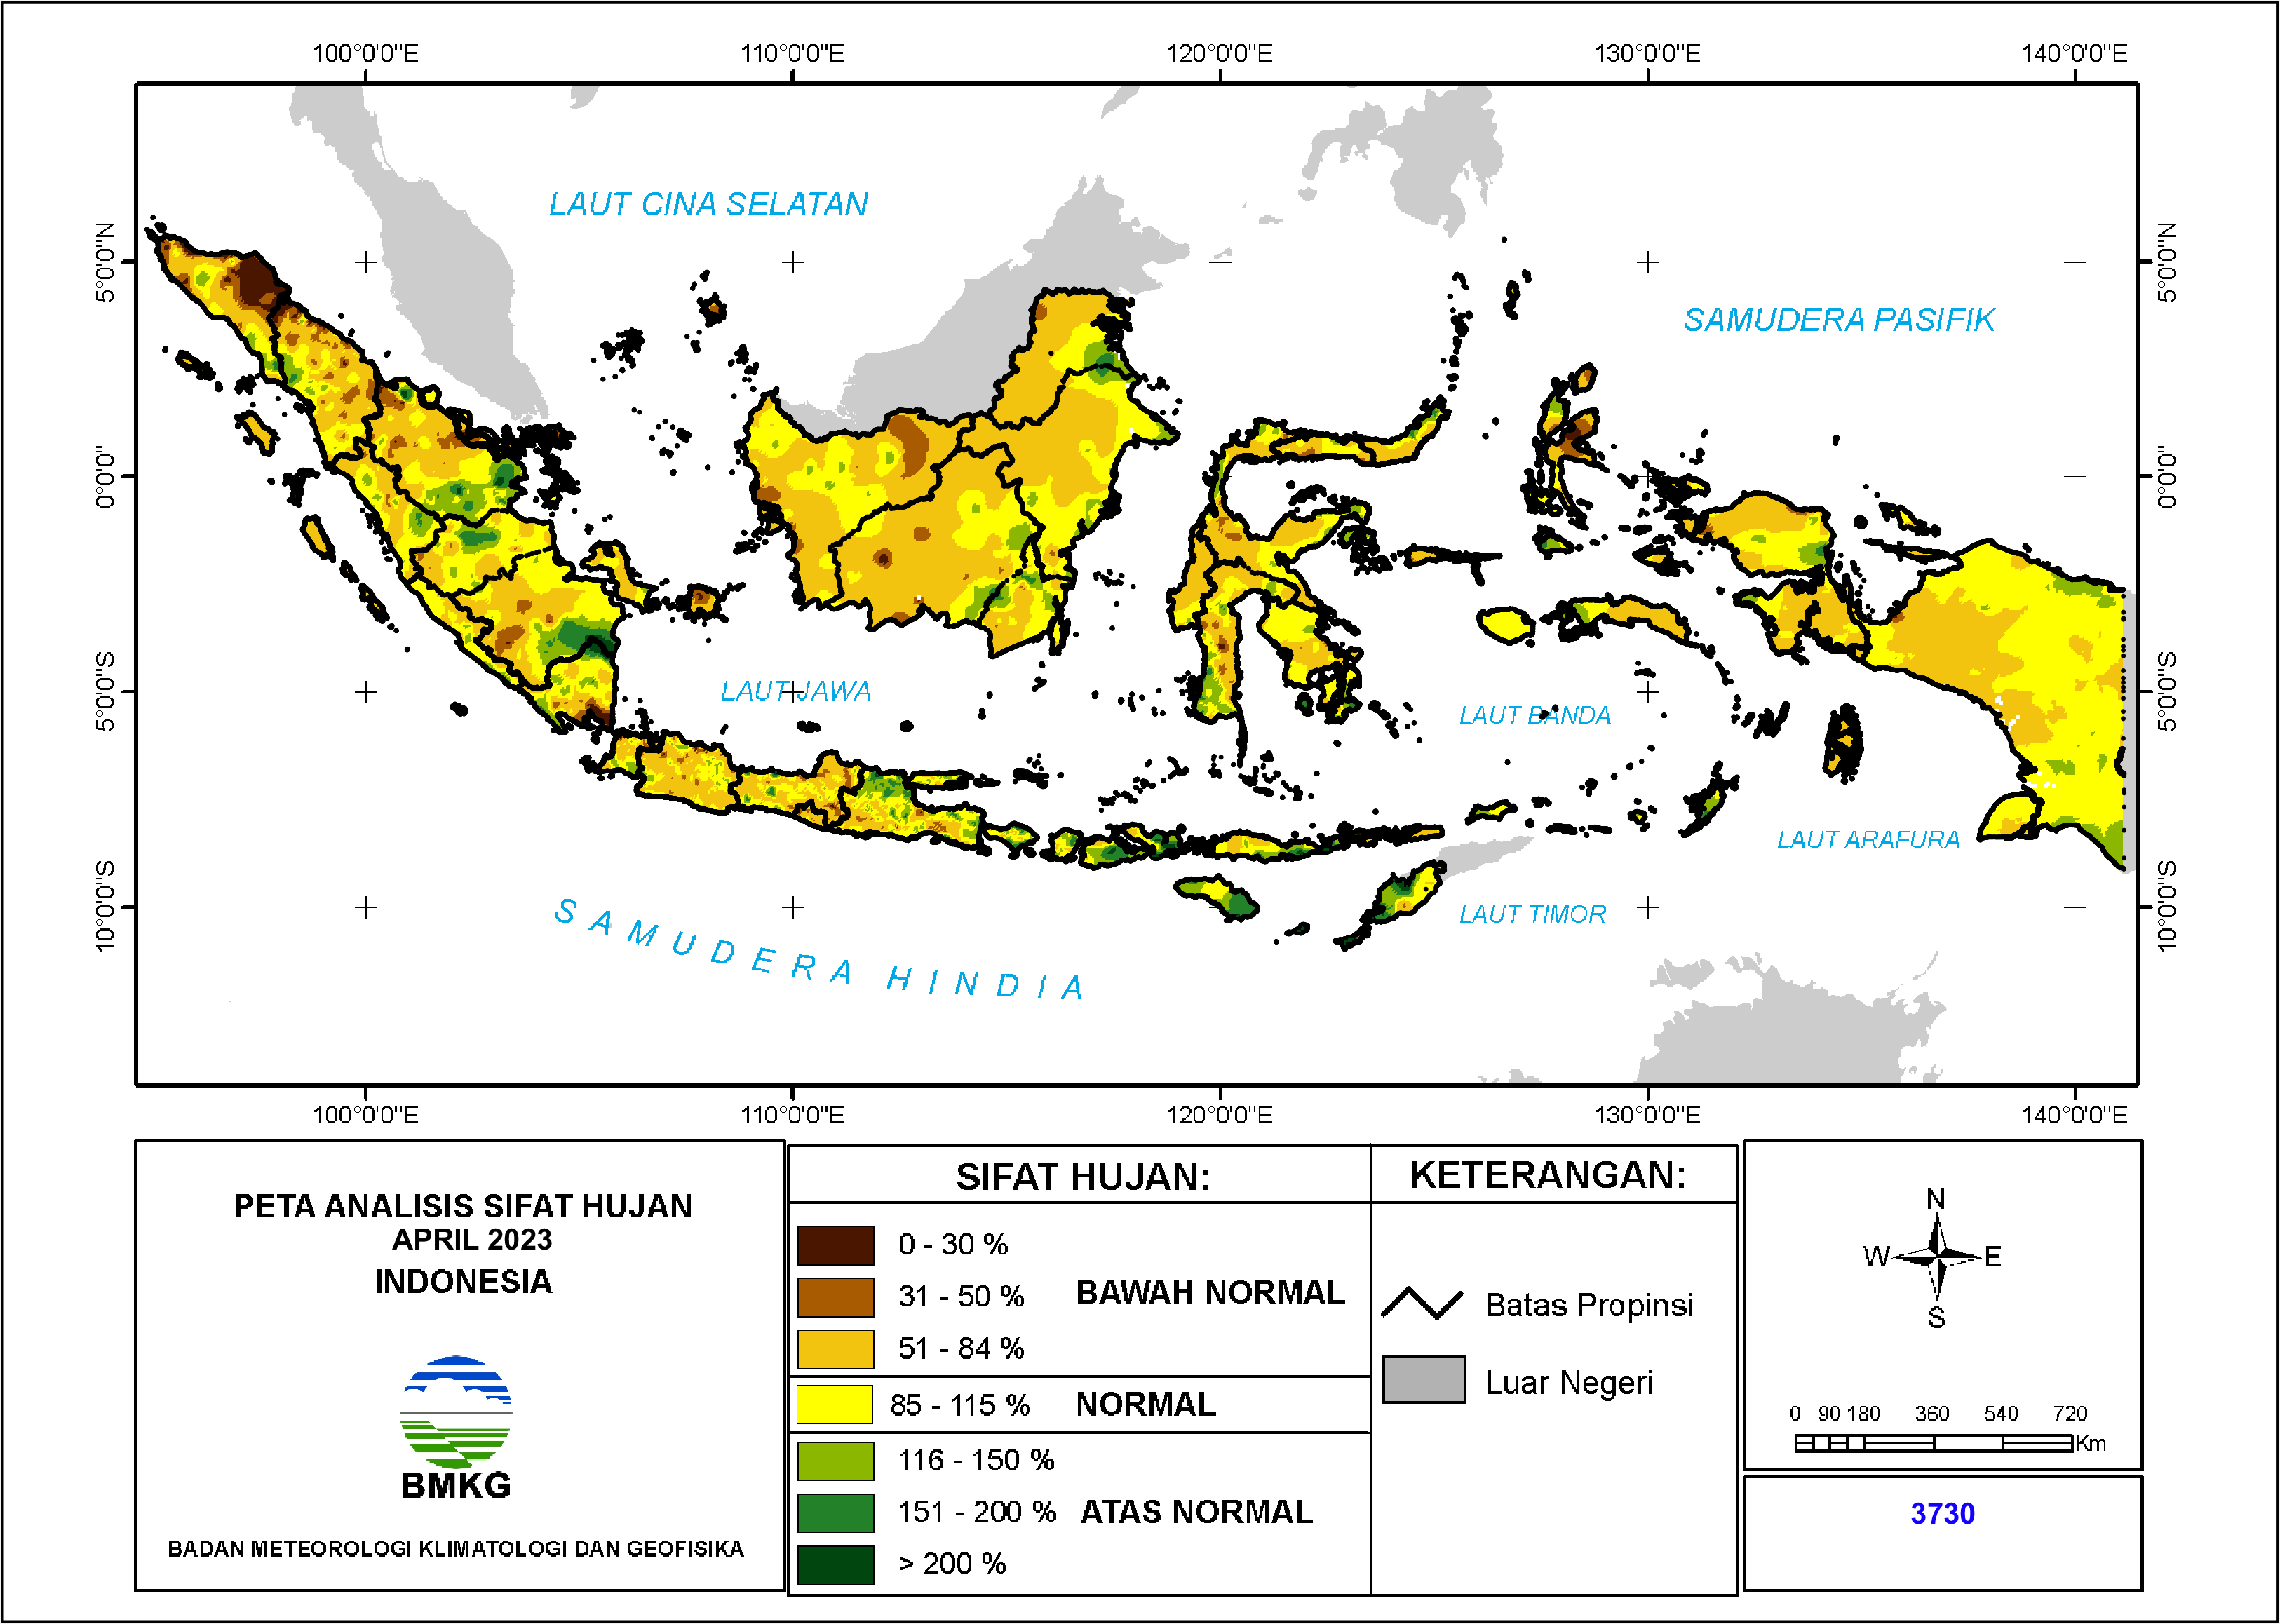 100°0'0"E 110°0'0"E 120°0'0"E 130°0'0"E 140°0'0"E
LAUT CINA SELATAN
5°0'0"N 5°0'0"N
SAMUDERA PASIFIK
0°0'0" 0°0'0"
5°0'0"S 5°0'0"S
LAUT JAWA
LAUT BANDA
LAUT ARAFURA
10°0'0"S 10°0'0"S
LAUT TIMOR
SAMUDERA HINDIA
100°0'0"E 110°0'0"E 120°0'0"E 130°0'0"E 140°0'0"E
PETA ANALISIS SIFAT HUJAN
APRIL 2023
INDONESIA
BMKG
BADAN METEOROLOGI KLIMATOLOGI DAN GEOFISIKA
SIFAT HUJAN:
0 - 30 %
31 - 50 % BAWAH NORMAL
51 - 84 %
85 - 115 % NORMAL
116 - 150 %
151 - 200 % ATAS NORMAL
> 200 %
KETERANGAN:
Batas Propinsi
Luar Negeri
N
W E
S
0 90 180 360 540 720
Km
3730